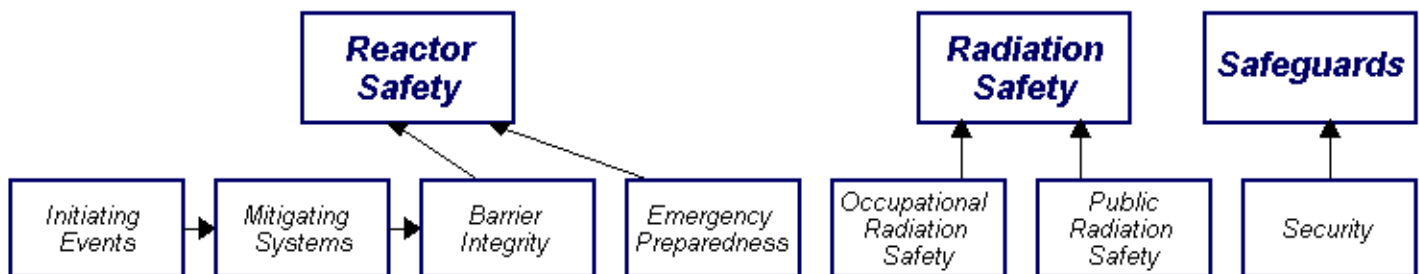 Reactor
Safety
Radiation
Safety
Safeguards
Initiating
Events
Mitigating
Systems
Barrier
Integrity
Emergency
Preparedness
Occupational
Radiation
Safety
Public
Radiation
Safety
Security